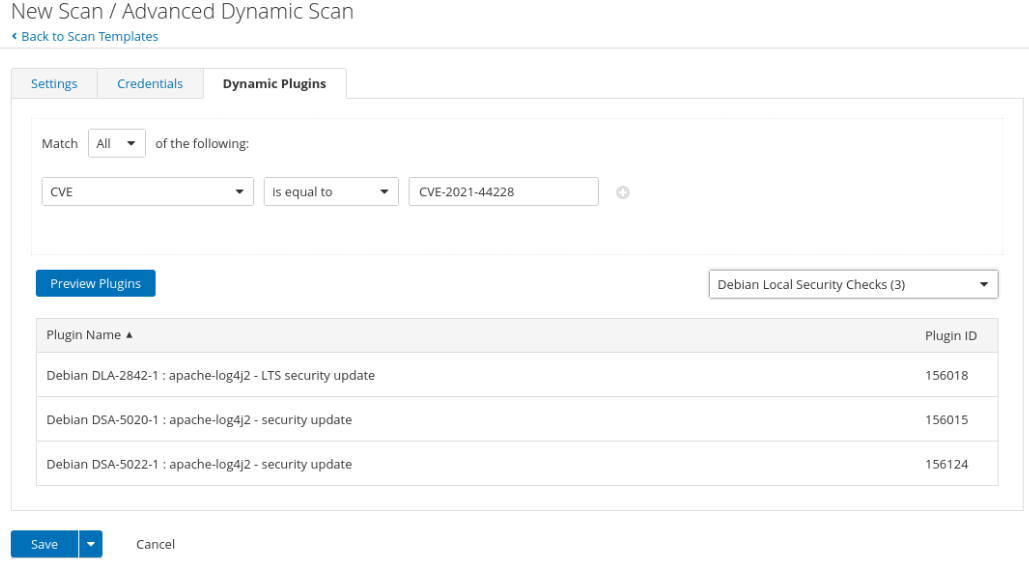 New Scan / Advanced Dynamic Scan
Back to Scan Templates
Settings Credentials Dynamic Plugins
Match All of the following:
CVE is equal to CVE-2021-44228
Preview Plugins Debian Local Security Checks (3)
Plugin Name Plugin ID
Debian DLA-2842-1 : apache-log4j2 - LTS security update 156018
Debian DSA-5020-1 : apache-log4j2 - security update 156015
Debian DSA-5022-1 : apache-log4j2 - security update 156124
Save Cancel